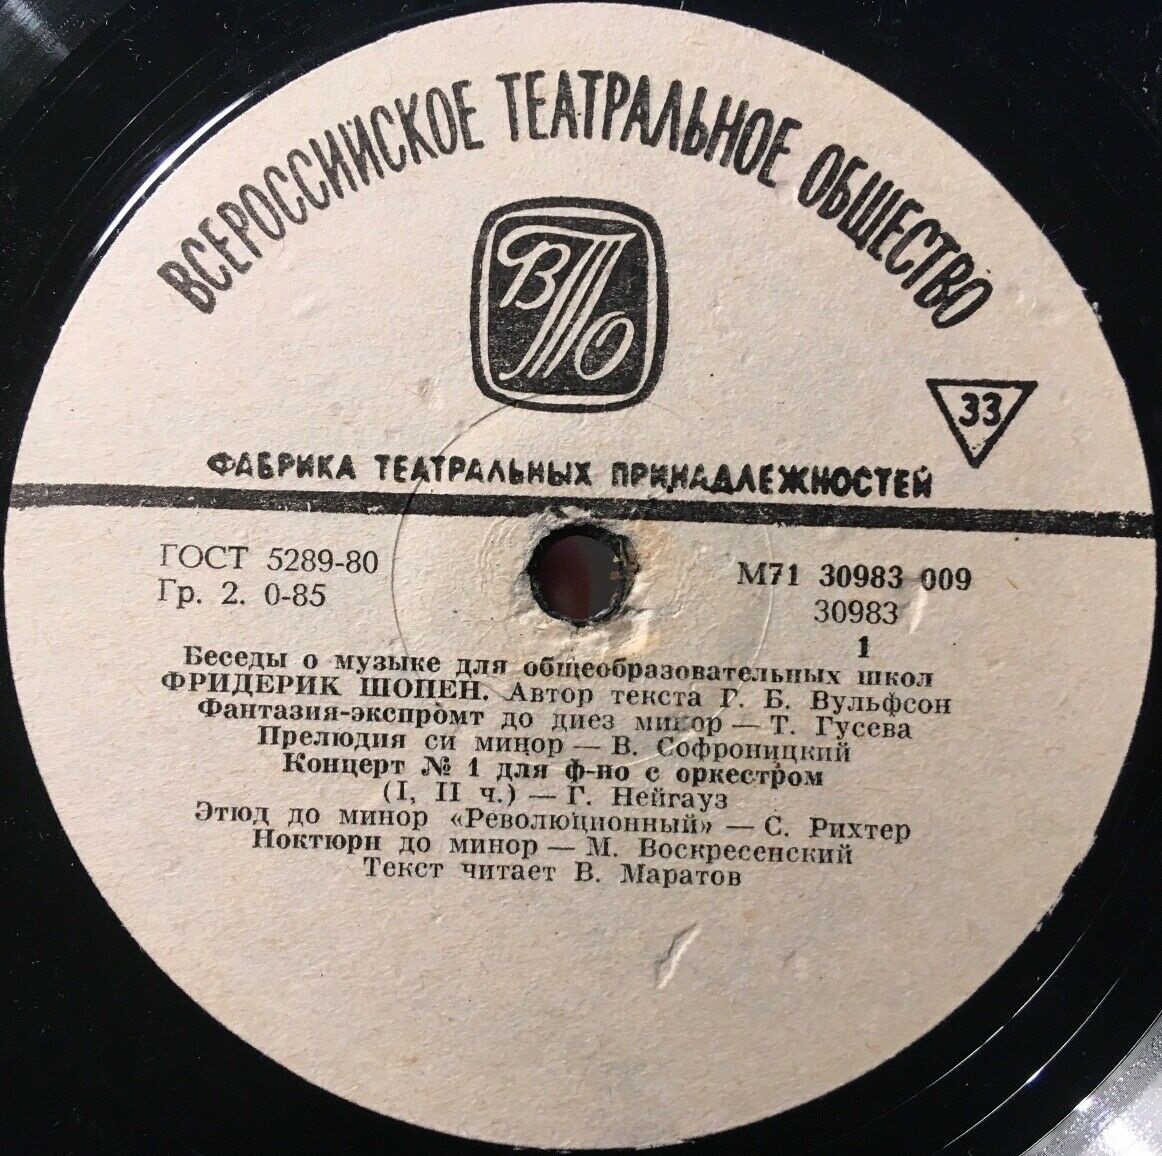 ВСЕРОССИЙСКОЕ ТЕАТРАЛЬНОЕ ОБЩЕСТВО
ВТО
33
ФАБРИКА ТЕАТРАЛЬНЫХ ПРИНАДЛЕЖНОСТЕЙ
ГОСТ 5289-80
Гр. 2. 0-85
М71 30983 009
30983
1
Беседы о музыке для общеобразовательных школ
ФРИДЕРИК ШОПЕН. Автор текста Г. Б. Вульфсон
Фантазия-экспромт до диез минор — Т. Гусева
Прелюдия си минор — В. Софроницкий
Концерт № 1 для ф-но с оркестром
(I, II ч.) — Г. Нейгауз
Этюд до минор «Революционный» — С. Рихтер
Ноктюрн до минор — М. Воскресенский
Текст читает В. Маратов